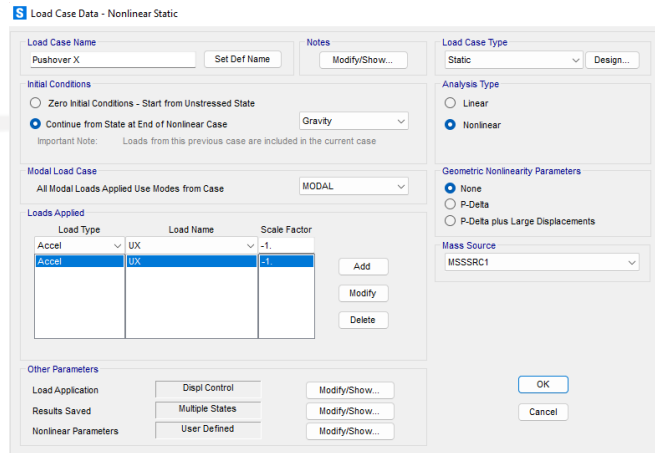 S Load Case Data - Nonlinear Static
Load Case Name
Pushover X
Set Def Name
Notes
Modify/Show...
Load Case Type
Static
Design...
Initial Conditions
Zero Initial Conditions - Start from Unstressed State
Continue from State at End of Nonlinear Case
Gravity
Important Note: Loads from this previous case are included in the current case
Analysis Type
Linear
Nonlinear
Modal Load Case
All Modal Loads Applied Use Modes from Case
MODAL
Geometric Nonlinearity Parameters
None
P-Delta
P-Delta plus Large Displacements
Loads Applied
Load Type Load Name Scale Factor
Accel UX -1.
Accel UX -1.
Add
Modify
Delete
Mass Source
MSSSRC1
Other Parameters
Load Application Displ Control Modify/Show...
Results Saved Multiple States Modify/Show...
Nonlinear Parameters User Defined Modify/Show...
OK
Cancel